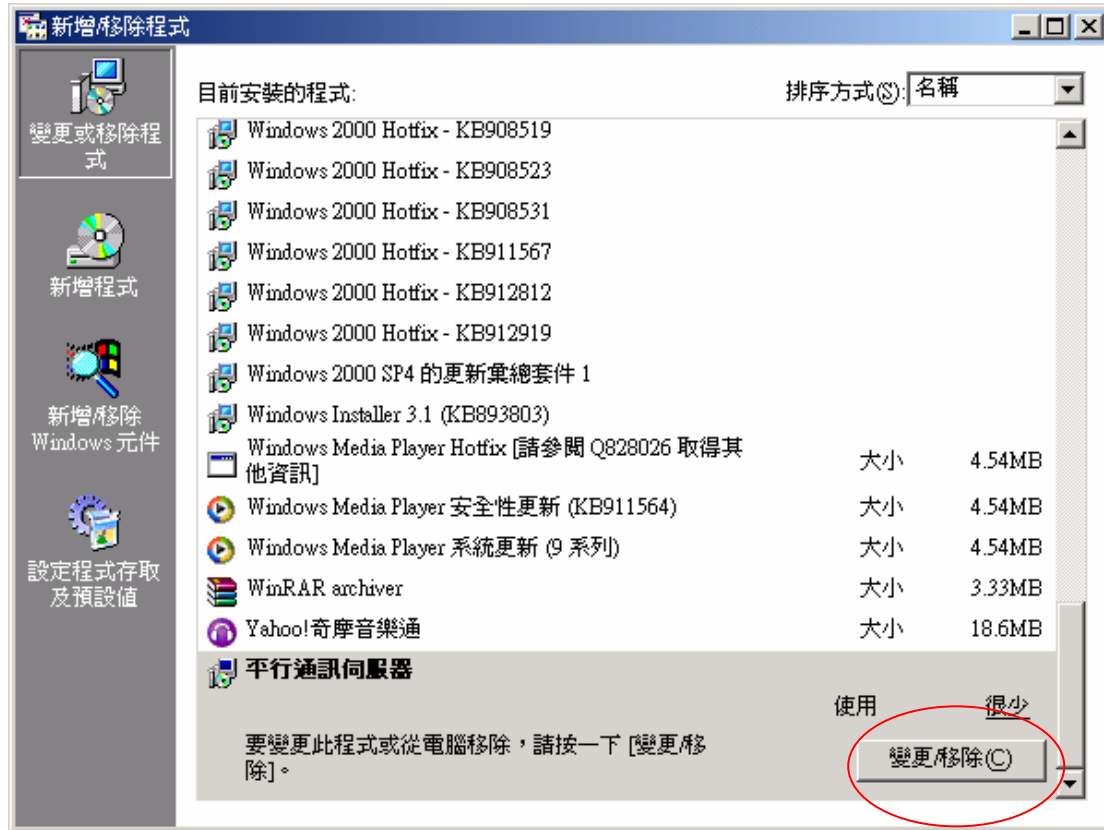 新增/移除程式
變更或移除程
式
新增程式
新增/移除
Windows 元件
設定程式存取
及預設值
目前安裝的程式:
排序方式(S): 名稱
Windows 2000 Hotfix - KB908519
Windows 2000 Hotfix - KB908523
Windows 2000 Hotfix - KB908531
Windows 2000 Hotfix - KB911567
Windows 2000 Hotfix - KB912812
Windows 2000 Hotfix - KB912919
Windows 2000 SP4 的更新彙總套件 1
Windows Installer 3.1 (KB893803)
Windows Media Player Hotfix [請參閱 Q828026 取得其
他資訊] 大小 4.54MB
Windows Media Player 安全性更新 (KB911564) 大小 4.54MB
Windows Media Player 系統更新 (9 系列) 大小 4.54MB
WinRAR archiver 大小 3.33MB
Yahoo!奇摩音樂通 大小 18.6MB
平行通訊伺服器
使用 很少
要變更此程式或從電腦移除，請按一下 [變更/移
除]。
變更/移除(C)